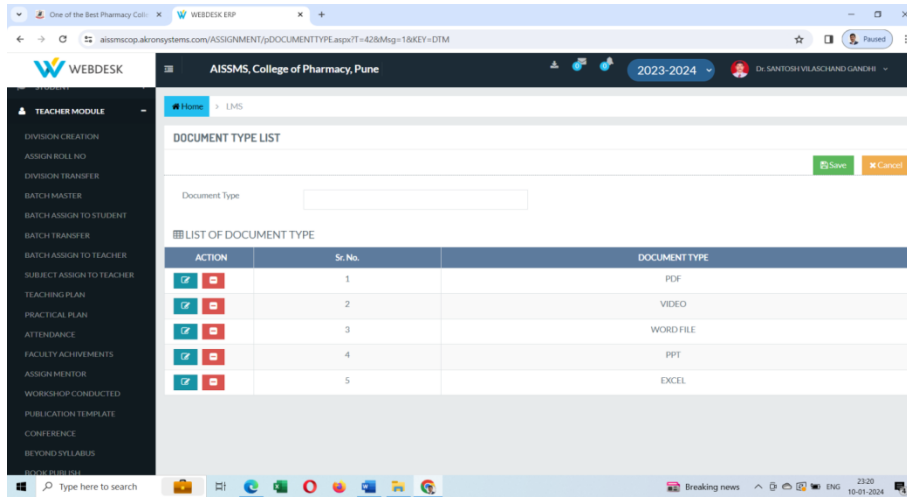 One of the Best Pharmacy Coll
WEBDESK ERP
aissmscop.akronsystems.com/ASSIGNMENT/pDOCUMENTTYPE.aspx?T=42&Msg=1&KEY=DTM
Paused
WEBDESK
AISSMS, College of Pharmacy, Pune
2023-2024
Dr. SANTOSH VILASCHAND GANDHI
STUDENT
TEACHER MODULE
DIVISION CREATION
ASSIGN ROLL NO
DIVISION TRANSFER
BATCH MASTER
BATCH ASSIGN TO STUDENT
BATCH TRANSFER
BATCH ASSIGN TO TEACHER
SUBJECT ASSIGN TO TEACHER
TEACHING PLAN
PRACTICAL PLAN
ATTENDANCE
FACULTY ACHIVEMENTS
ASSIGN MENTOR
WORKSHOP CONDUCTED
PUBLICATION TEMPLATE
CONFERENCE
BEYOND SYLLABUS
BOOK PUBLISH
Home > LMS
DOCUMENT TYPE LIST
Save Cancel
Document Type
LIST OF DOCUMENT TYPE
ACTION Sr. No. DOCUMENT TYPE
1 PDF
2 VIDEO
3 WORD FILE
4 PPT
5 EXCEL
Type here to search
Breaking news
ENG
23:20
10-01-2024